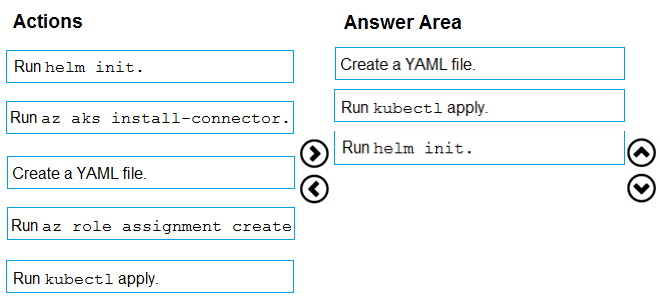 Actions
Run helm init.
Run az aks install-connector.
Create a YAML file.
Run az role assignment create
Run kubectl apply.
Answer Area
Create a YAML file.
Run kubectl apply.
Run helm init.